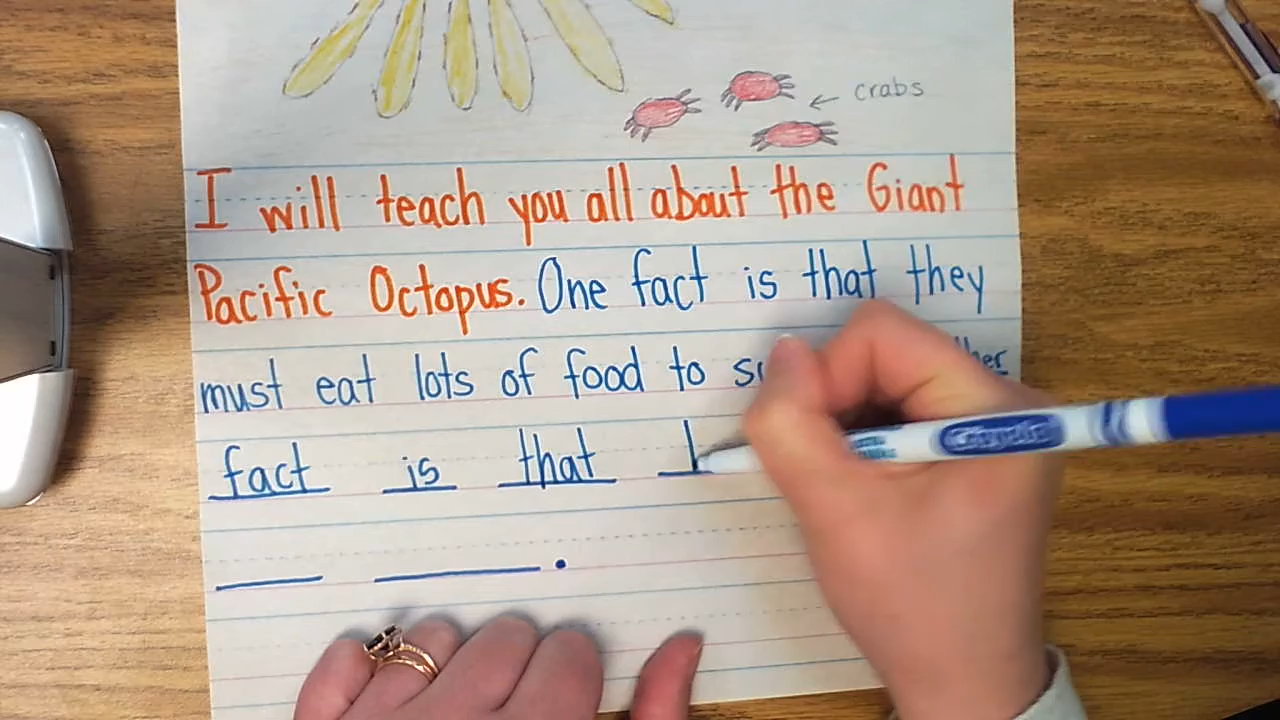 crabs
I will teach you all about the Giant
Pacific Octopus. One fact is that they
must eat lots of food to
fact is that